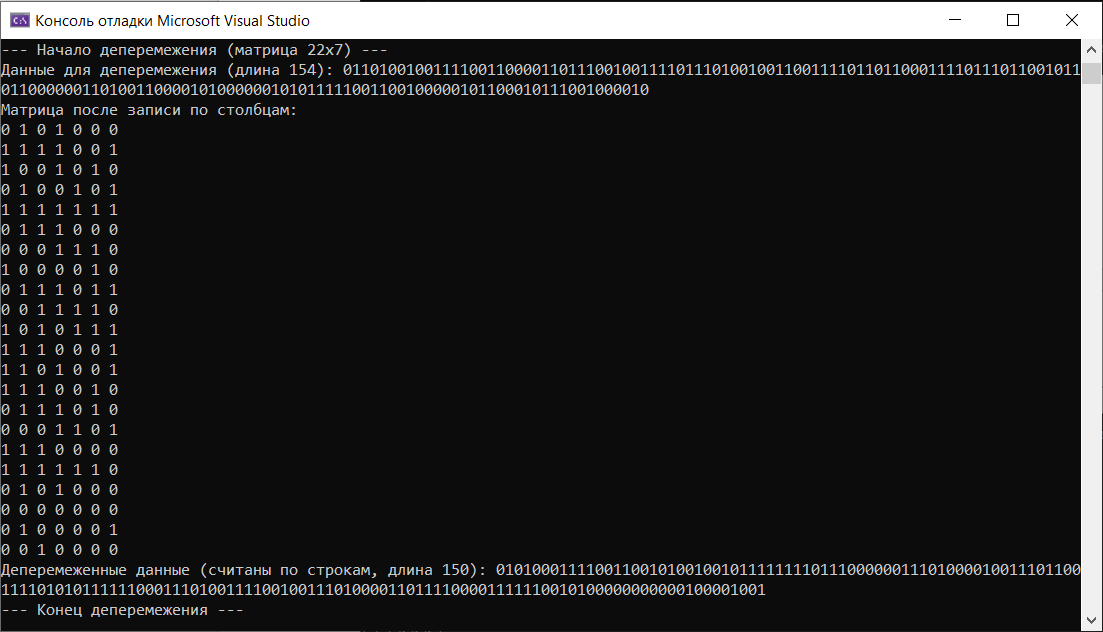 Консоль отладки Microsoft Visual Studio
--- Начало деперемежения (матрица 22x7) ---
Данные для деперемежения (длина 154): 0110100100111100110000110111001001111011101001001100111101101100011110111011001011
011000000110100110000101000000101011111001100100000101100010111001000010
Матрица после записи по столбцам:
0 1 0 1 0 0 0
1 1 1 1 0 0 1
1 0 0 1 0 1 0
0 1 0 0 1 0 1
1 1 1 1 1 1 1
0 1 1 1 0 0 0
0 0 0 1 1 1 0
1 0 0 0 0 1 0
0 1 1 1 0 1 1
0 0 1 1 1 1 0
1 0 1 0 1 1 1
1 1 1 0 0 0 1
1 1 0 1 0 0 1
1 1 1 0 0 1 0
0 1 1 1 0 1 0
0 0 0 1 1 0 1
1 1 1 0 0 0 0
1 1 1 1 1 1 0
0 1 0 1 0 0 0
0 0 0 0 0 0 0
0 1 0 0 0 0 1
0 0 1 0 0 0 0
Деперемеженные данные (считаны по строкам, длина 150): 01010001111001100101001001011111111011100000011101000010011101100
1111010101111110001110100111100100111010000110111100001111110010100000000000100001001
--- Конец деперемежения ---